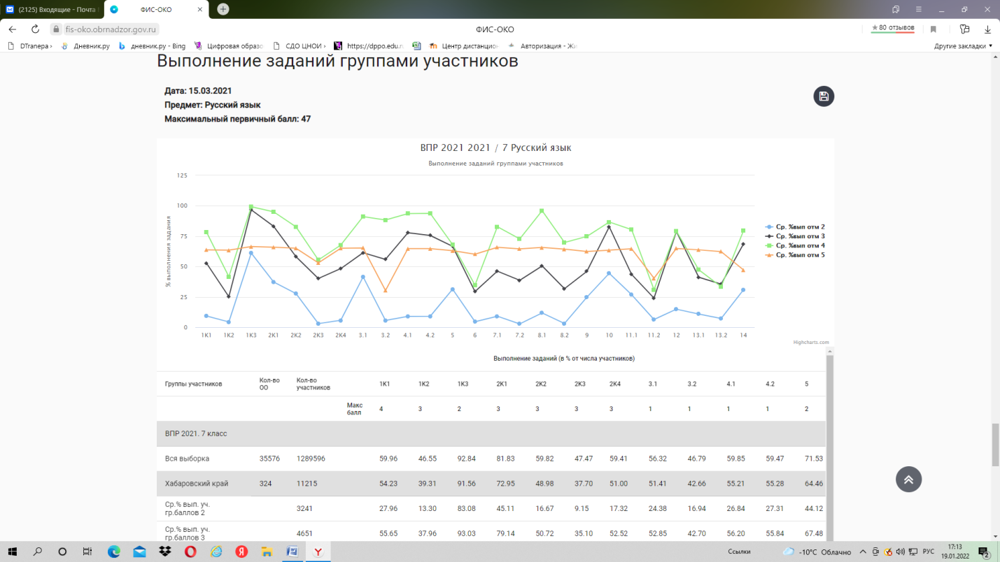 (2125) Входящие - Почта
ФИС-ОКО
fis-oko.obrnadzor.gov.ru
ФИС-ОКО
★ 80 отзывов
DTranepa ›
Дневник.ру
дневник.ру - Bing
Цифровая образо
СДО ЦНОИ ›
https://dppo.edu.ru
Центр дистанцион
Авторизация - Жи
Другие закладки
Выполнение заданий группами участников
Дата: 15.03.2021
Предмет: Русский язык
Максимальный первичный балл: 47
ВПР 2021 2021 / 7 Русский язык
Выполнение заданий группами участников
% выполнения задания
125
100
75
50
25
0
1K1 1K2 1K3 2K1 2K2 2K3 2K4 3.1 3.2 4.1 4.2 5 6 7.1 7.2 8.1 8.2 9 10 11.1 11.2 12 13.1 13.2 14
Ср. %вып отм 2
Ср. %вып отм 3
Ср. %вып отм 4
Ср. %вып отм 5
Highcharts.com
Выполнение заданий (в % от числа участников)
Группы участников Кол-во ОО Кол-во участников 1K1 1K2 1K3 2K1 2K2 2K3 2K4 3.1 3.2 4.1 4.2 5
Макс балл 4 3 2 3 3 3 3 1 1 1 1 2
ВПР 2021. 7 класс
Вся выборка 35576 1289596 59.96 46.55 92.84 81.83 59.82 47.47 59.41 56.32 46.79 59.85 59.47 71.53
Хабаровский край 324 11215 54.23 39.31 91.56 72.95 48.98 37.70 51.00 51.41 42.66 55.21 55.28 64.46
Ср.% вып. уч. гр.баллов 2 3241 27.96 13.30 83.08 45.11 16.67 9.15 17.32 24.38 16.94 26.84 27.31 44.12
Ср.% вып. уч. гр.баллов 3 4651 55.65 37.96 93.03 79.14 50.72 35.10 52.52 52.85 42.70 56.20 55.84 67.48
Ссылки
-10°C Облачно
РУС
17:13
19.01.2022
2